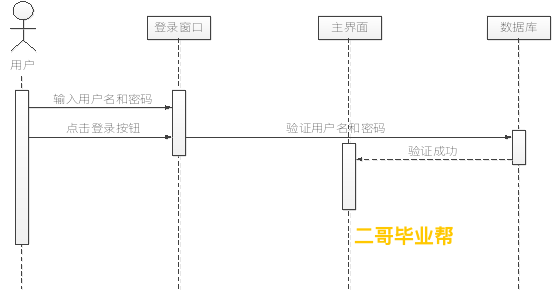 登录窗口
主界面
数据库
用户
输入用户名和密码
点击登录按钮
验证用户名和密码
验证成功
二哥毕业帮